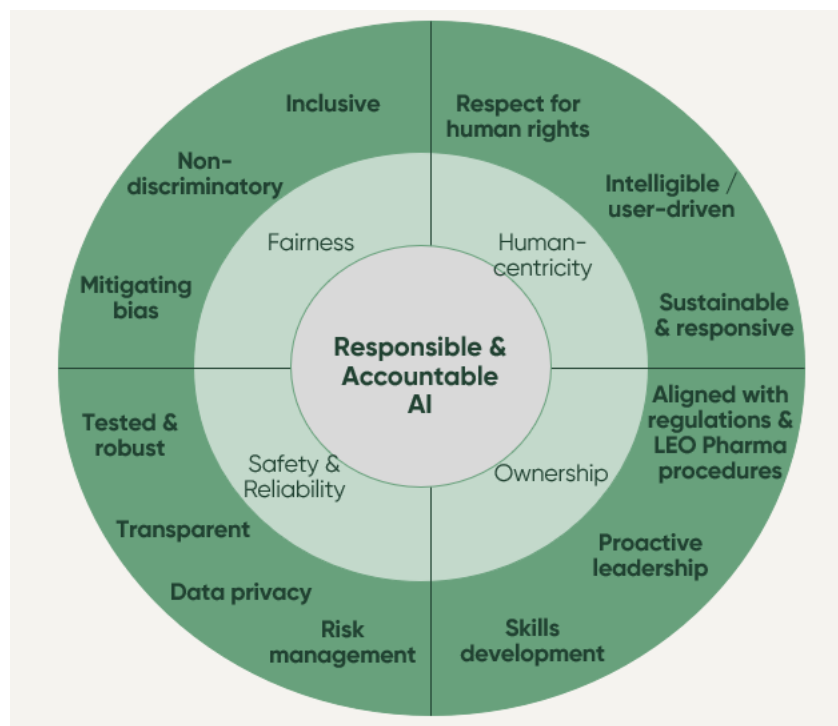 Inclusive
Respect for
human rights
Non-
discriminatory
Intelligible /
user-driven
Fairness
Human-
centricity
Mitigating
bias
Sustainable
& responsive
Responsible &
Accountable
AI
Tested &
robust
Aligned with
regulations &
LEO Pharma
procedures
Safety &
Reliability
Ownership
Transparent
Proactive
leadership
Data privacy
Risk
management
Skills
development